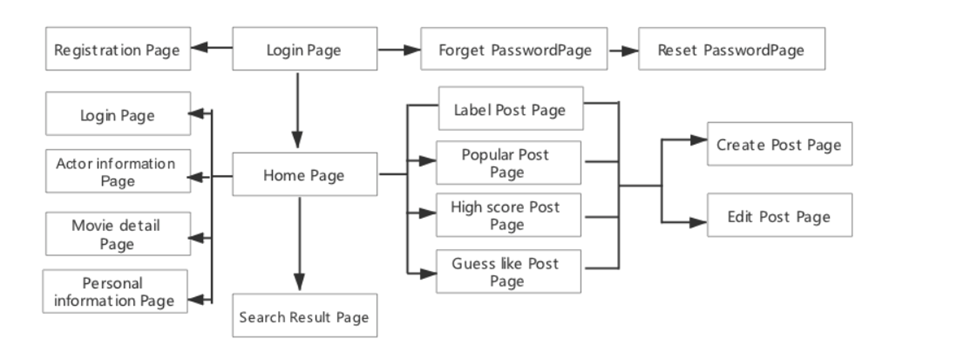 Registration Page
Login Page
Forget PasswordPage
Reset PasswordPage
Login Page
Actor information
Page
Movie detail
Page
Personal
information Page
Home Page
Search Result Page
Label Post Page
Popular Post
Page
High score Post
Page
Guess like Post
Page
Create Post Page
Edit Post Page